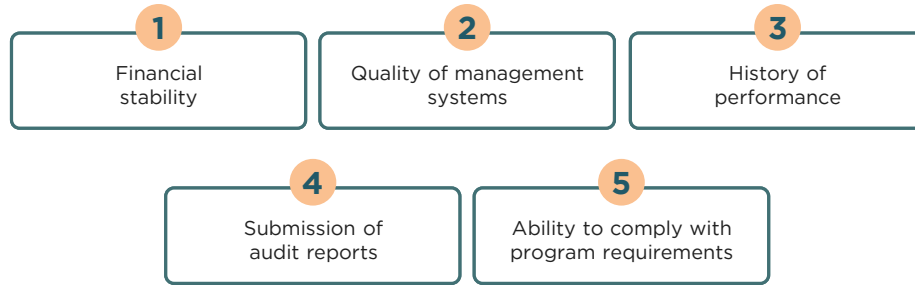 1
Financial
stability
2
Quality of management
systems
3
History of
performance
4
Submission of
audit reports
5
Ability to comply with
program requirements